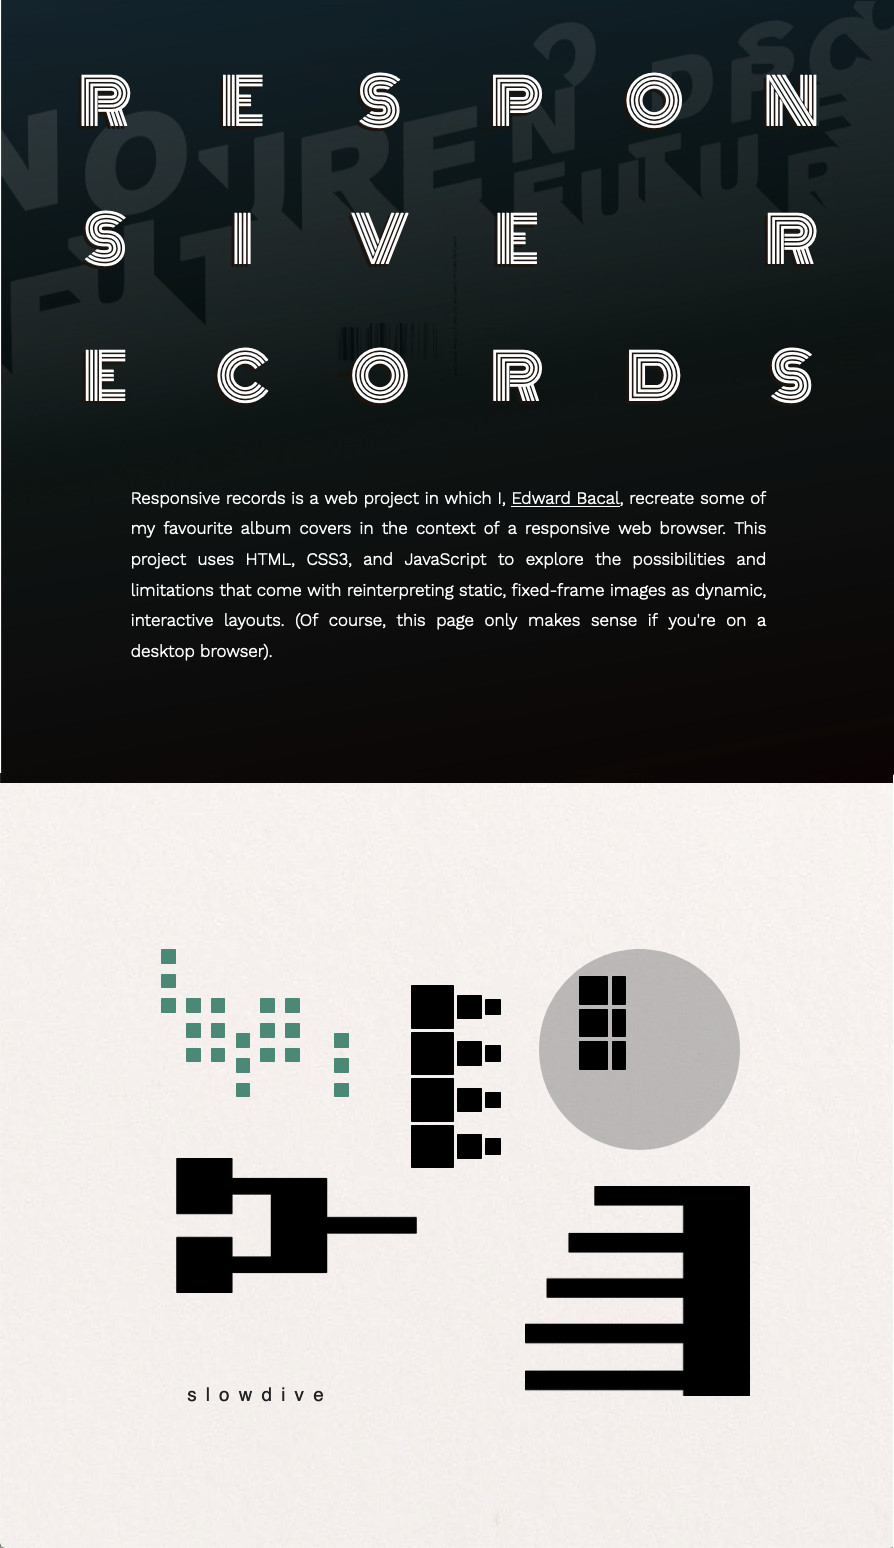 RESPON
SIVE R
ECORDS
Responsive records is a web project in which I, Edward Bacal, recreate some of
my favourite album covers in the context of a responsive web browser. This
project uses HTML, CSS3, and JavaScript to explore the possibilities and
limitations that come with reinterpreting static, fixed-frame images as dynamic,
interactive layouts. (Of course, this page only makes sense if you're on a
desktop browser).
slowdive